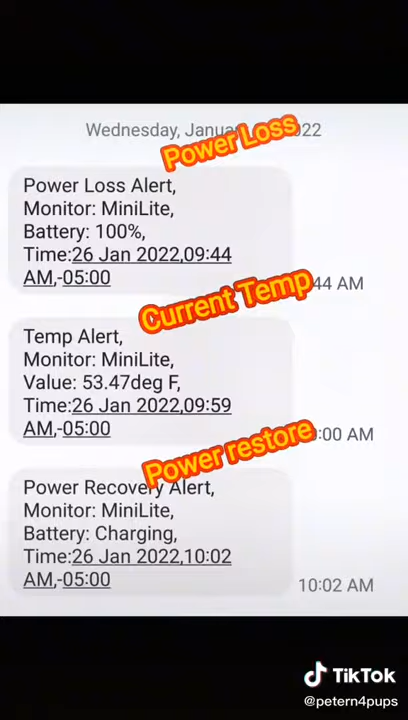 Wednesday, 22
Power Loss
Power Loss Alert,
Monitor: MiniLite,
Battery: 100%,
Time:26 Jan 2022,09:44
AM,-05:00
44 AM
Current Temp
Temp Alert,
Monitor: MiniLite,
Value: 53.47deg F,
Time:26 Jan 2022,09:59
AM,-05:00
:00 AM
Power restore
Power Recovery Alert,
Monitor: MiniLite,
Battery: Charging,
Time:26 Jan 2022,10:02
AM,-05:00
10:02 AM
TikTok
@petern4pups